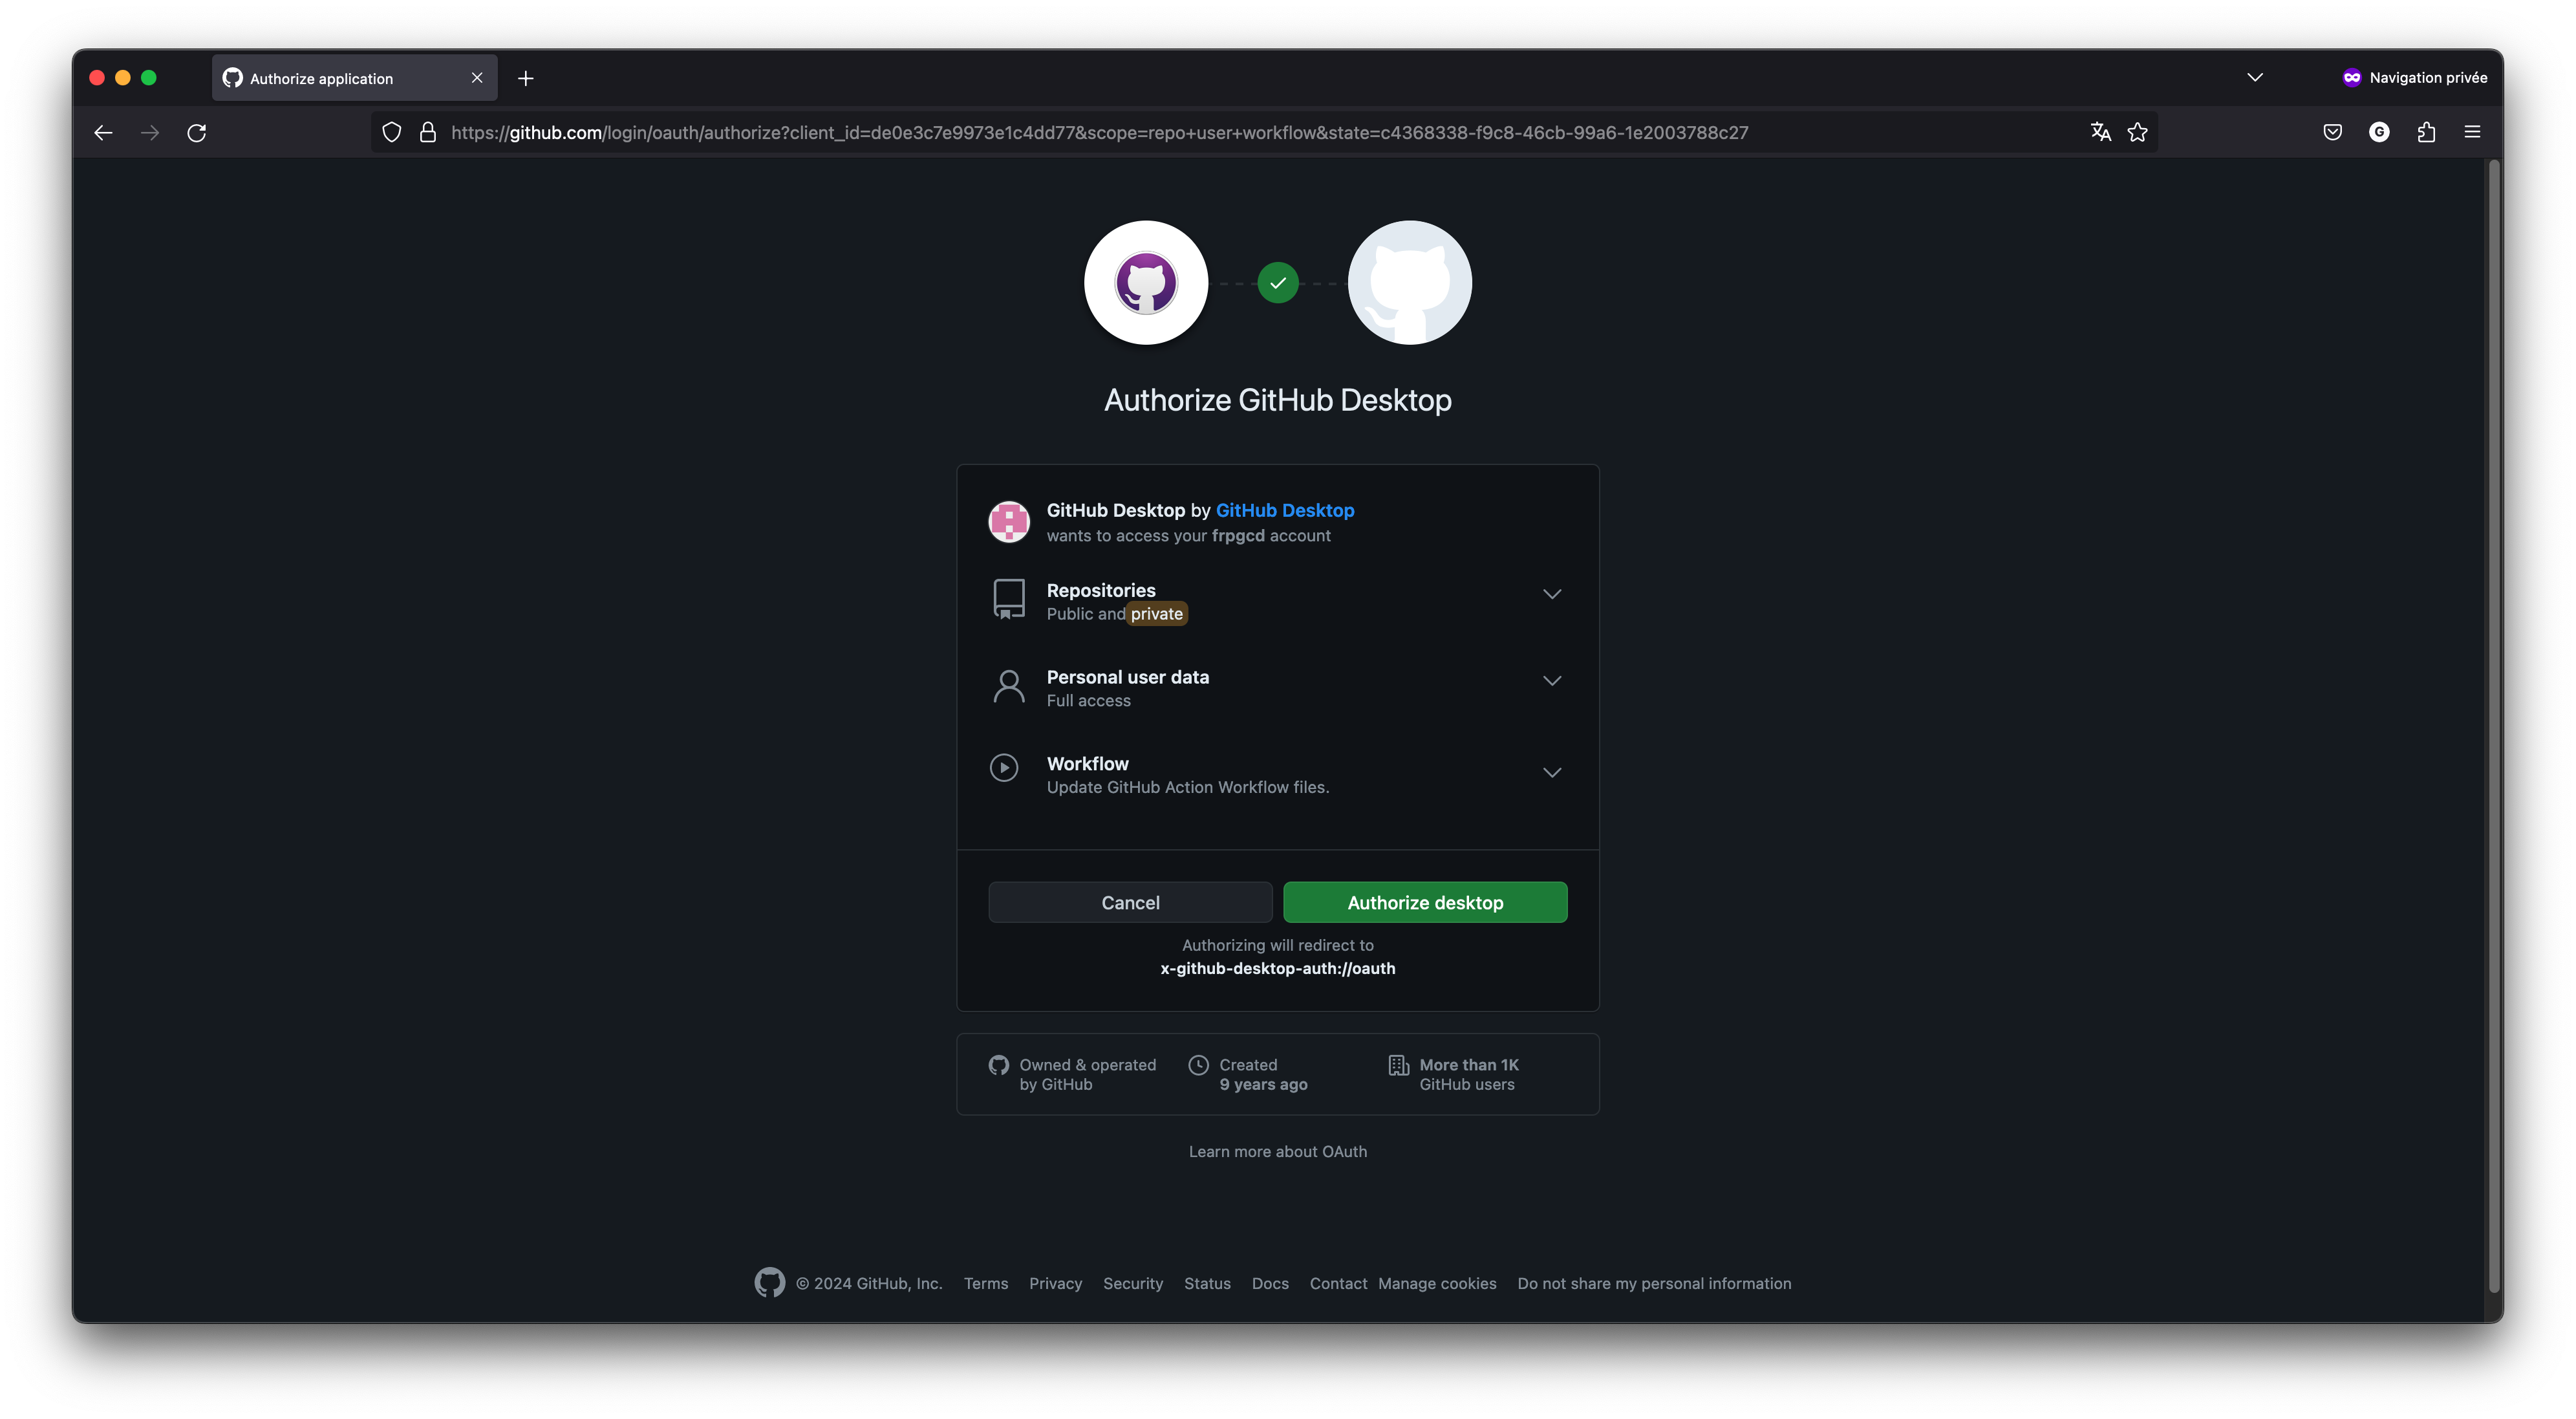 Authorize application
Navigation privée
https://github.com/login/oauth/authorize?client_id=de0e3c7e9973e1c4dd77&scope=repo+user+workflow&state=c4368338-f9c8-46cb-99a6-1e2003788c27
G
Authorize GitHub Desktop
GitHub Desktop by GitHub Desktop
wants to access your frpgcd account
Repositories
Public and private
Personal user data
Full access
Workflow
Update GitHub Action Workflow files.
Cancel
Authorize desktop
Authorizing will redirect to
x-github-desktop-auth://oauth
Owned & operated
by GitHub
Created
9 years ago
More than 1K
GitHub users
Learn more about OAuth
© 2024 GitHub, Inc. Terms Privacy Security Status Docs Contact Manage cookies Do not share my personal information